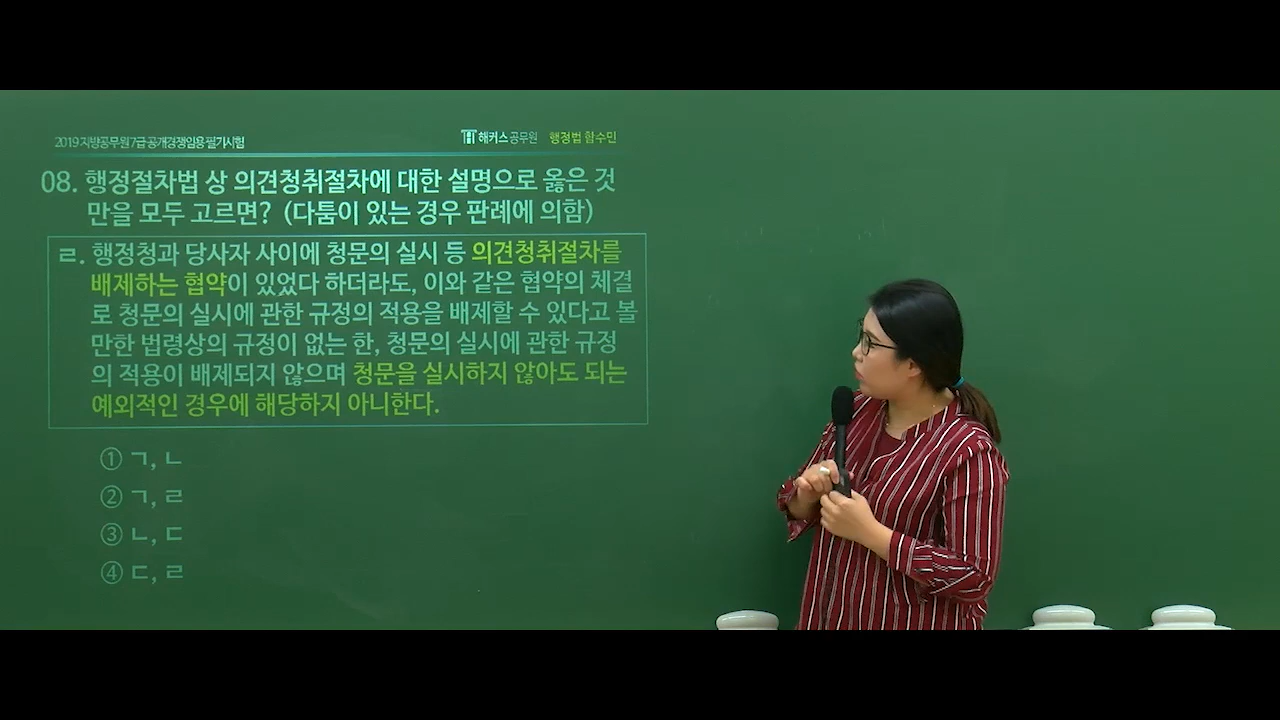 2019 지방공무원 7급 공개경쟁임용 필기시험
해커스공무원 행정법 함수민
08. 행정절차법 상 의견청취절차에 대한 설명으로 옳은 것
만을 모두 고르면? (다툼이 있는 경우 판례에 의함)
ㄹ. 행정청과 당사자 사이에 청문의 실시 등 의견청취절차를
배제하는 협약이 있었다 하더라도, 이와 같은 협약의 체결
로 청문의 실시에 관한 규정의 적용을 배제할 수 있다고 볼
만한 법령상의 규정이 없는 한, 청문의 실시에 관한 규정
의 적용이 배제되지 않으며 청문을 실시하지 않아도 되는
예외적인 경우에 해당하지 아니한다.
① ㄱ, ㄴ
② ㄱ, ㄹ
③ ㄴ, ㄷ
④ ㄷ, ㄹ